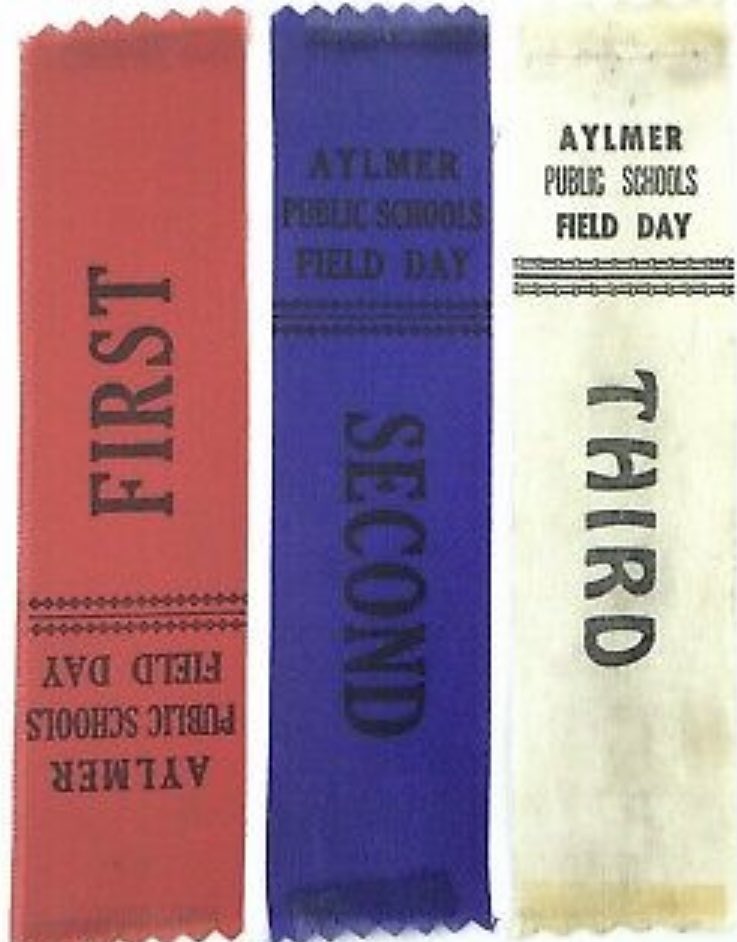 FIRST
AYLMER
PUBLIC SCHOOLS
FIELD DAY
AYLMER
PUBLIC SCHOOLS
FIELD DAY
SECOND
AYLMER
PUBLIC SCHOOLS
FIELD DAY
THIRD